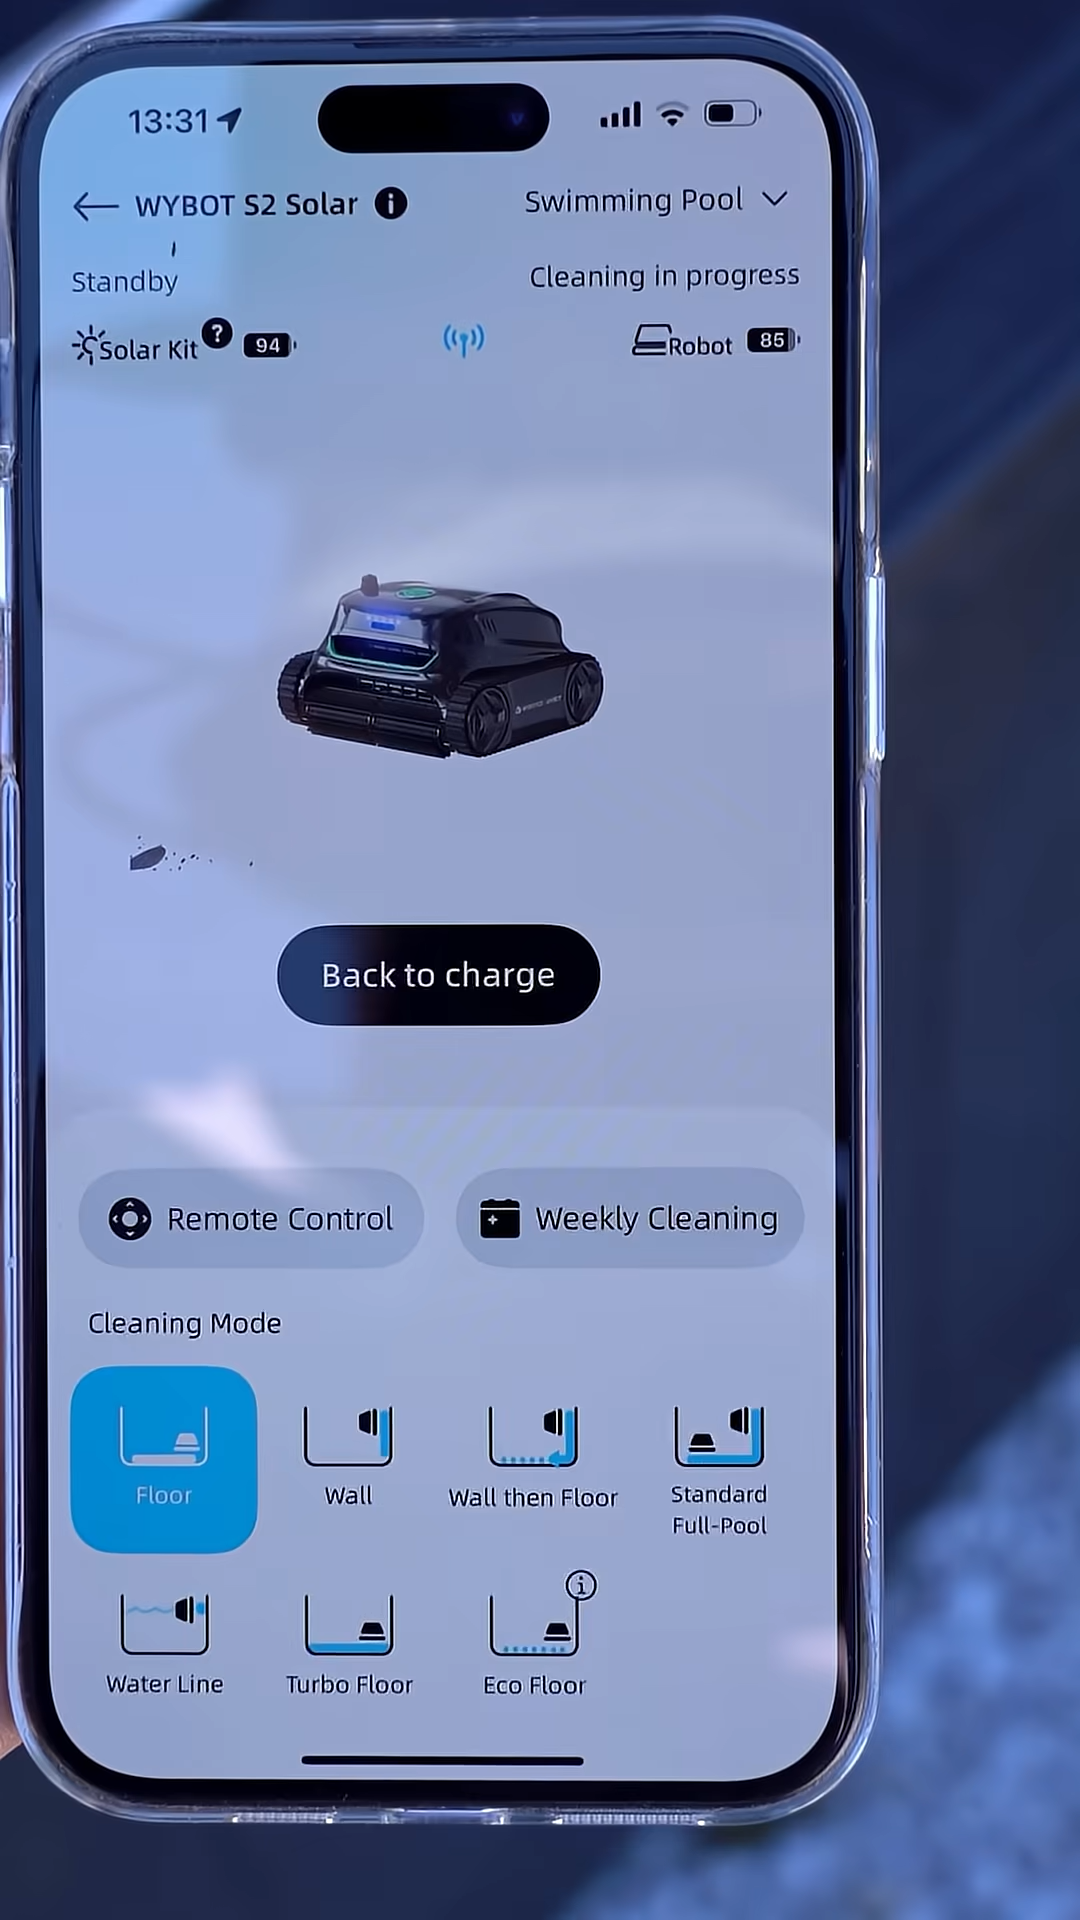 13:31
WYBOT S2 Solar
Swimming Pool
Standby
Cleaning in progress
Solar Kit ? 94
Robot 85
Back to charge
Remote Control
Weekly Cleaning
Cleaning Mode
Floor
Wall
Wall then Floor
Standard
Full-Pool
Water Line
Turbo Floor
Eco Floor